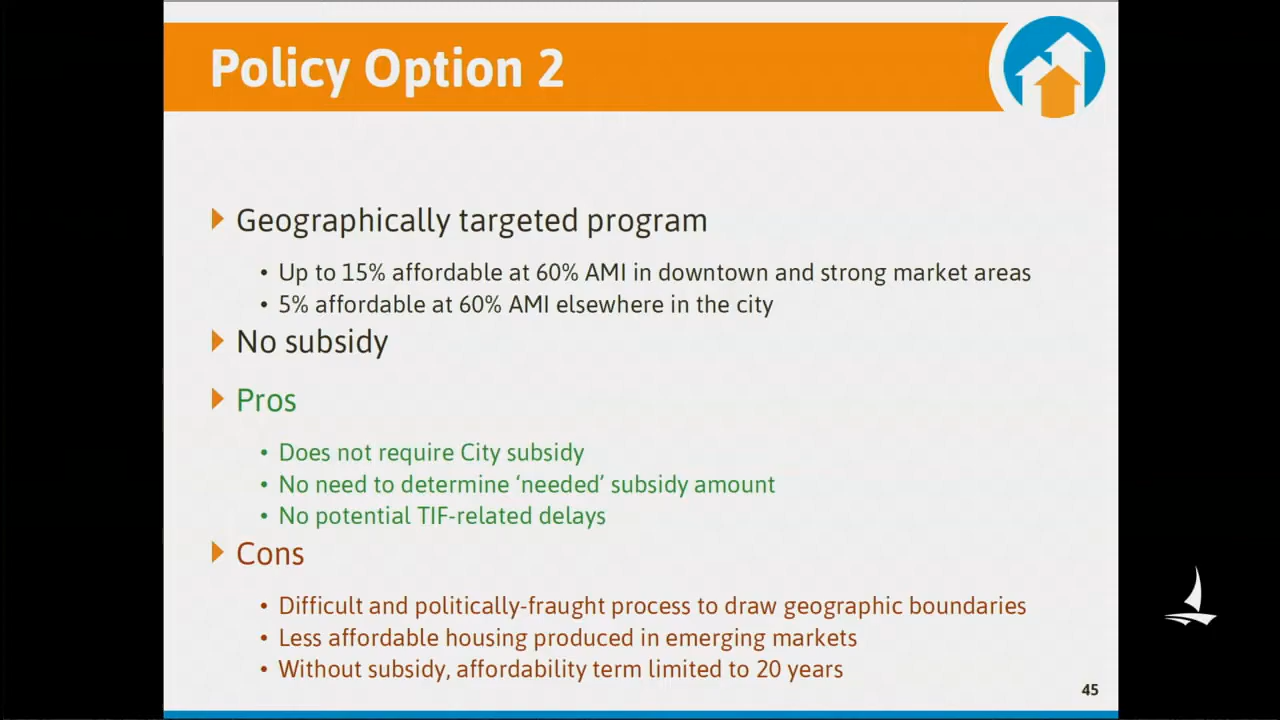 Policy Option 2
Geographically targeted program
• Up to 15% affordable at 60% AMI in downtown and strong market areas
• 5% affordable at 60% AMI elsewhere in the city
No subsidy
Pros
• Does not require City subsidy
• No need to determine ‘needed’ subsidy amount
• No potential TIF-related delays
Cons
• Difficult and politically-fraught process to draw geographic boundaries
• Less affordable housing produced in emerging markets
• Without subsidy, affordability term limited to 20 years
45